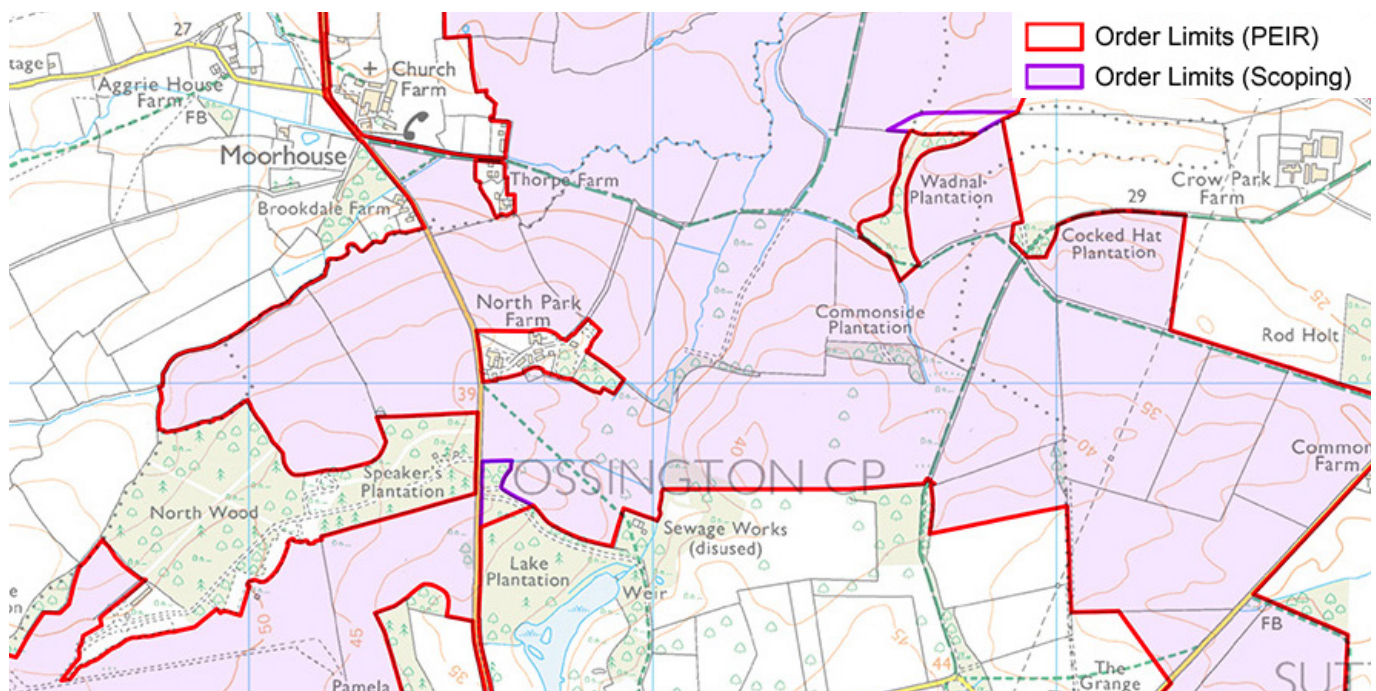 Order Limits (PEIR)
Order Limits (Scoping)
27
ttage
Aggrie House
Farm
FB
Church
Farm
Moorhouse
Thorpe Farm
Brookdale Farm
Wadnal
Plantation
29
Crow Park
Farm
Cocked Hat
Plantation
25
North Park
Farm
Commonside
Plantation
Rod Holt
39
40
35
40
Speaker's
Plantation
OSSINGTON CP
Common
Farm
North Wood
Sewage Works
(disused)
Lake
Plantation
Weir
50
45
35
45
44
FB
The
Grange
SUTT
Pamela